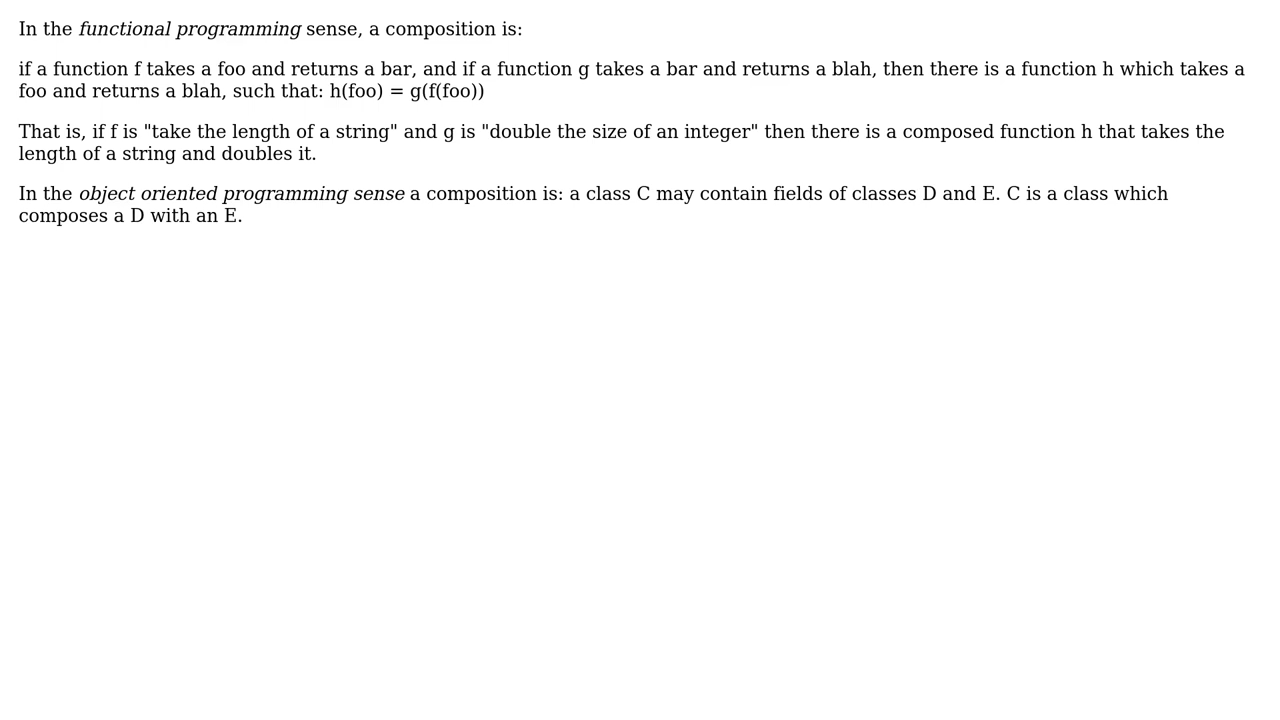 In the functional programming sense, a composition is:
if a function f takes a foo and returns a bar, and if a function g takes a bar and returns a blah, then there is a function h which takes a
foo and returns a blah, such that: h(foo) = g(f(foo))
That is, if f is "take the length of a string" and g is "double the size of an integer" then there is a composed function h that takes the
length of a string and doubles it.
In the object oriented programming sense a composition is: a class C may contain fields of classes D and E. C is a class which
composes a D with an E.